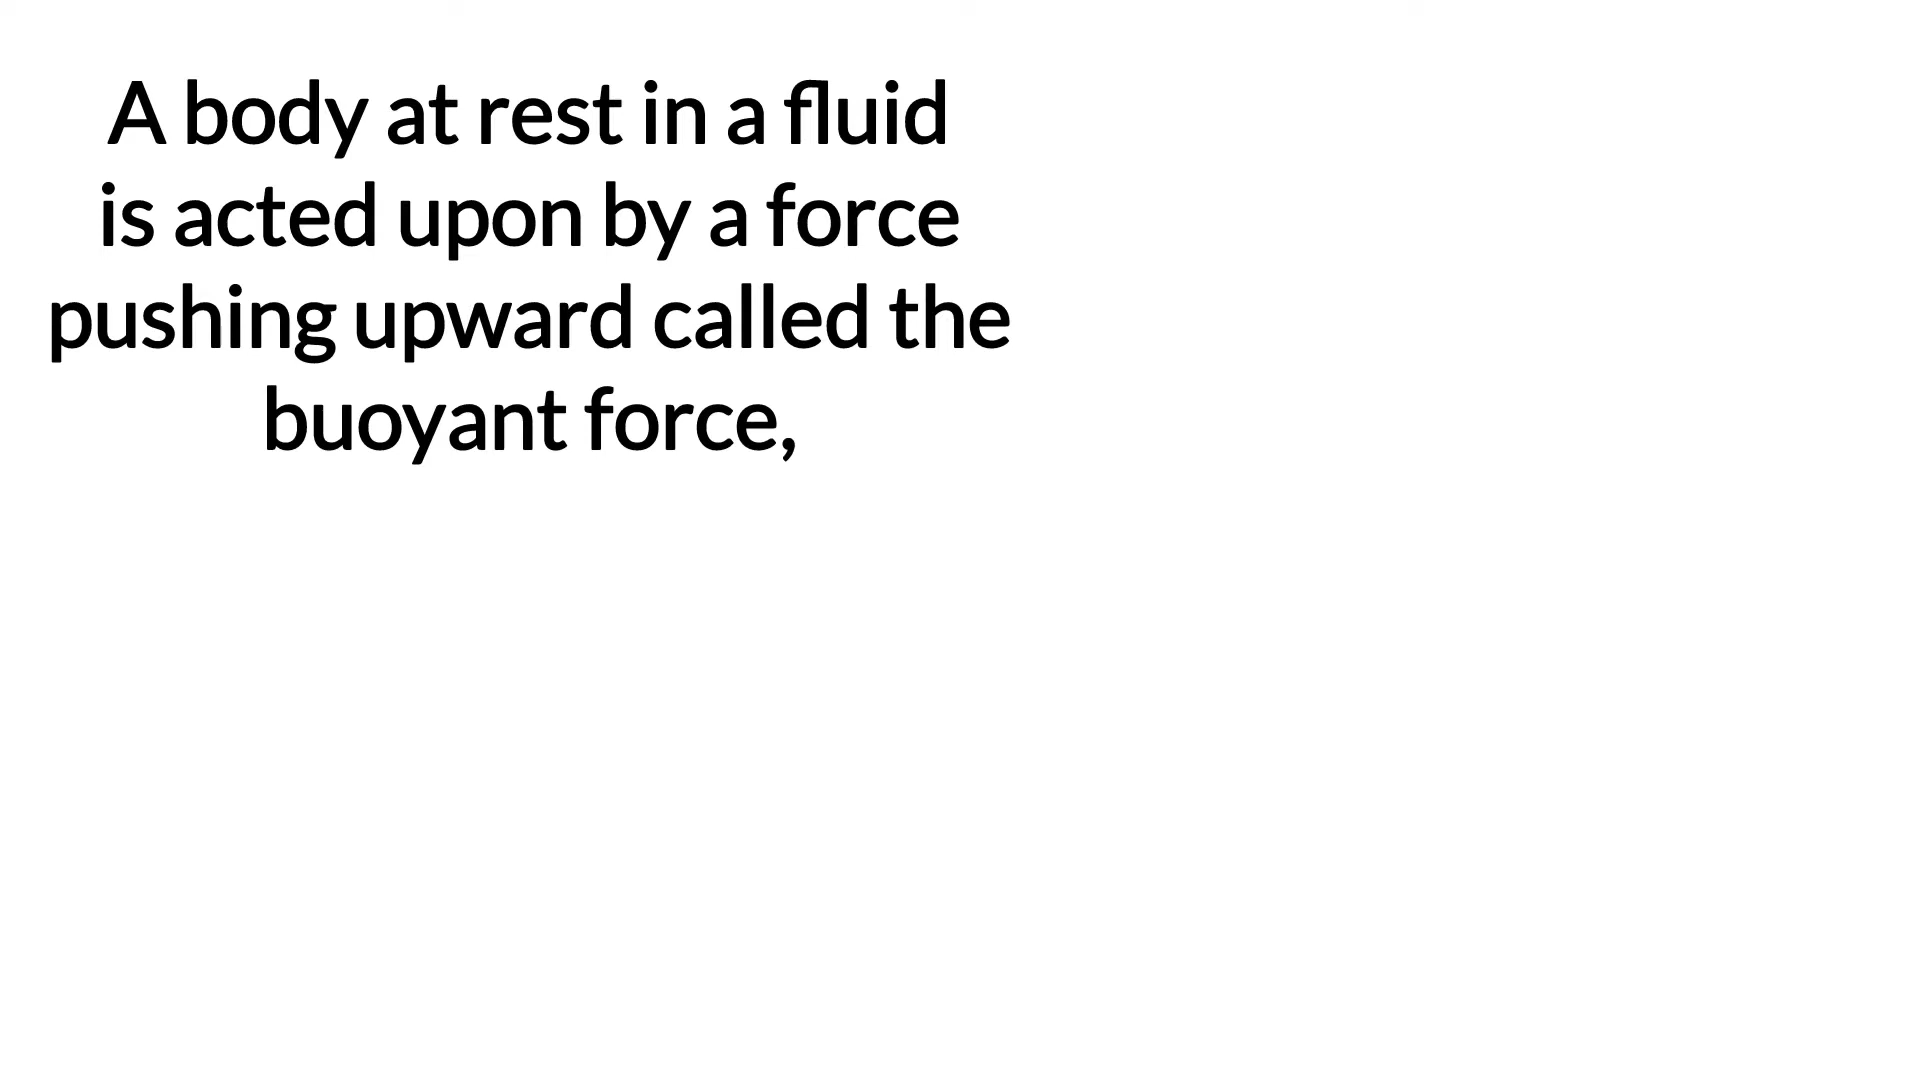 A body at rest in a fluid
is acted upon by a force
pushing upward called the
buoyant force,